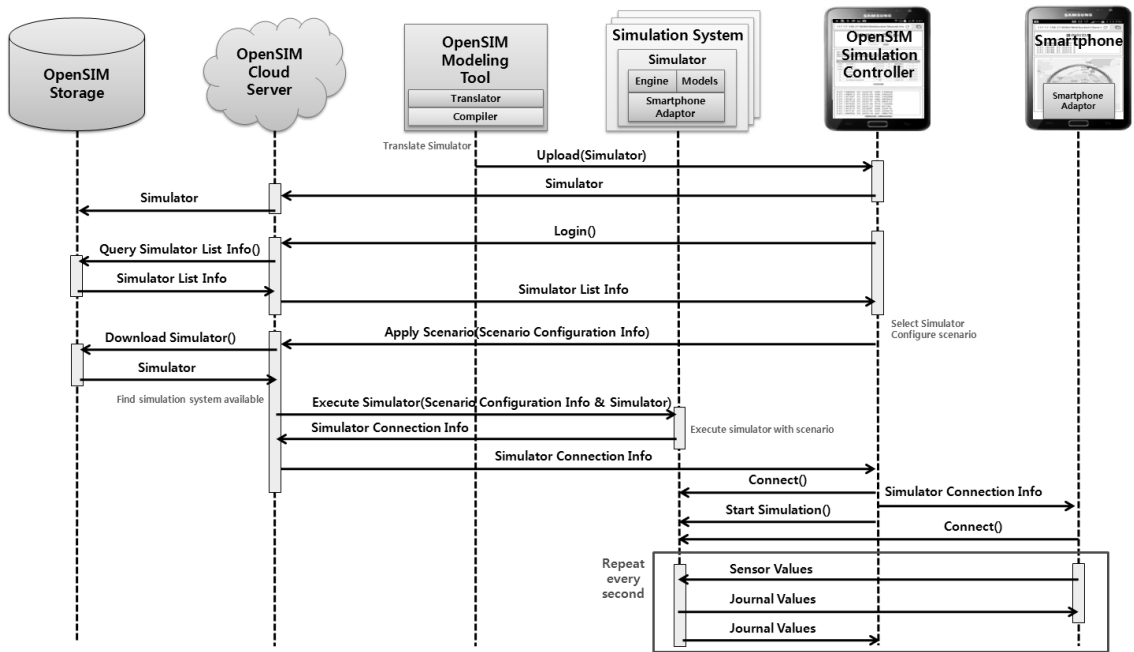 OpenSIM
Storage
OpenSIM
Cloud
Server
OpenSIM
Modeling
Tool
Translator
Compiler
Simulation System
Simulator
Engine
Models
Smartphone
Adaptor
SAMSUNG
OpenSIM
Simulation
Controller
SAMSUNG
Smartphone
Smartphone
Adaptor
Translate Simulator
Upload(Simulator)
Simulator
Simulator
Login()
Query Simulator List Info()
Simulator List Info
Simulator List Info
Select Simulator
Configure scenario
Apply Scenario(Scenario Configuration Info)
Download Simulator()
Simulator
Find simulation system available
Execute Simulator(Scenario Configuration Info & Simulator)
Simulator Connection Info
Execute simulator with scenario
Simulator Connection Info
Connect()
Simulator Connection Info
Start Simulation()
Connect()
Repeat
every
second
Sensor Values
Journal Values
Journal Values